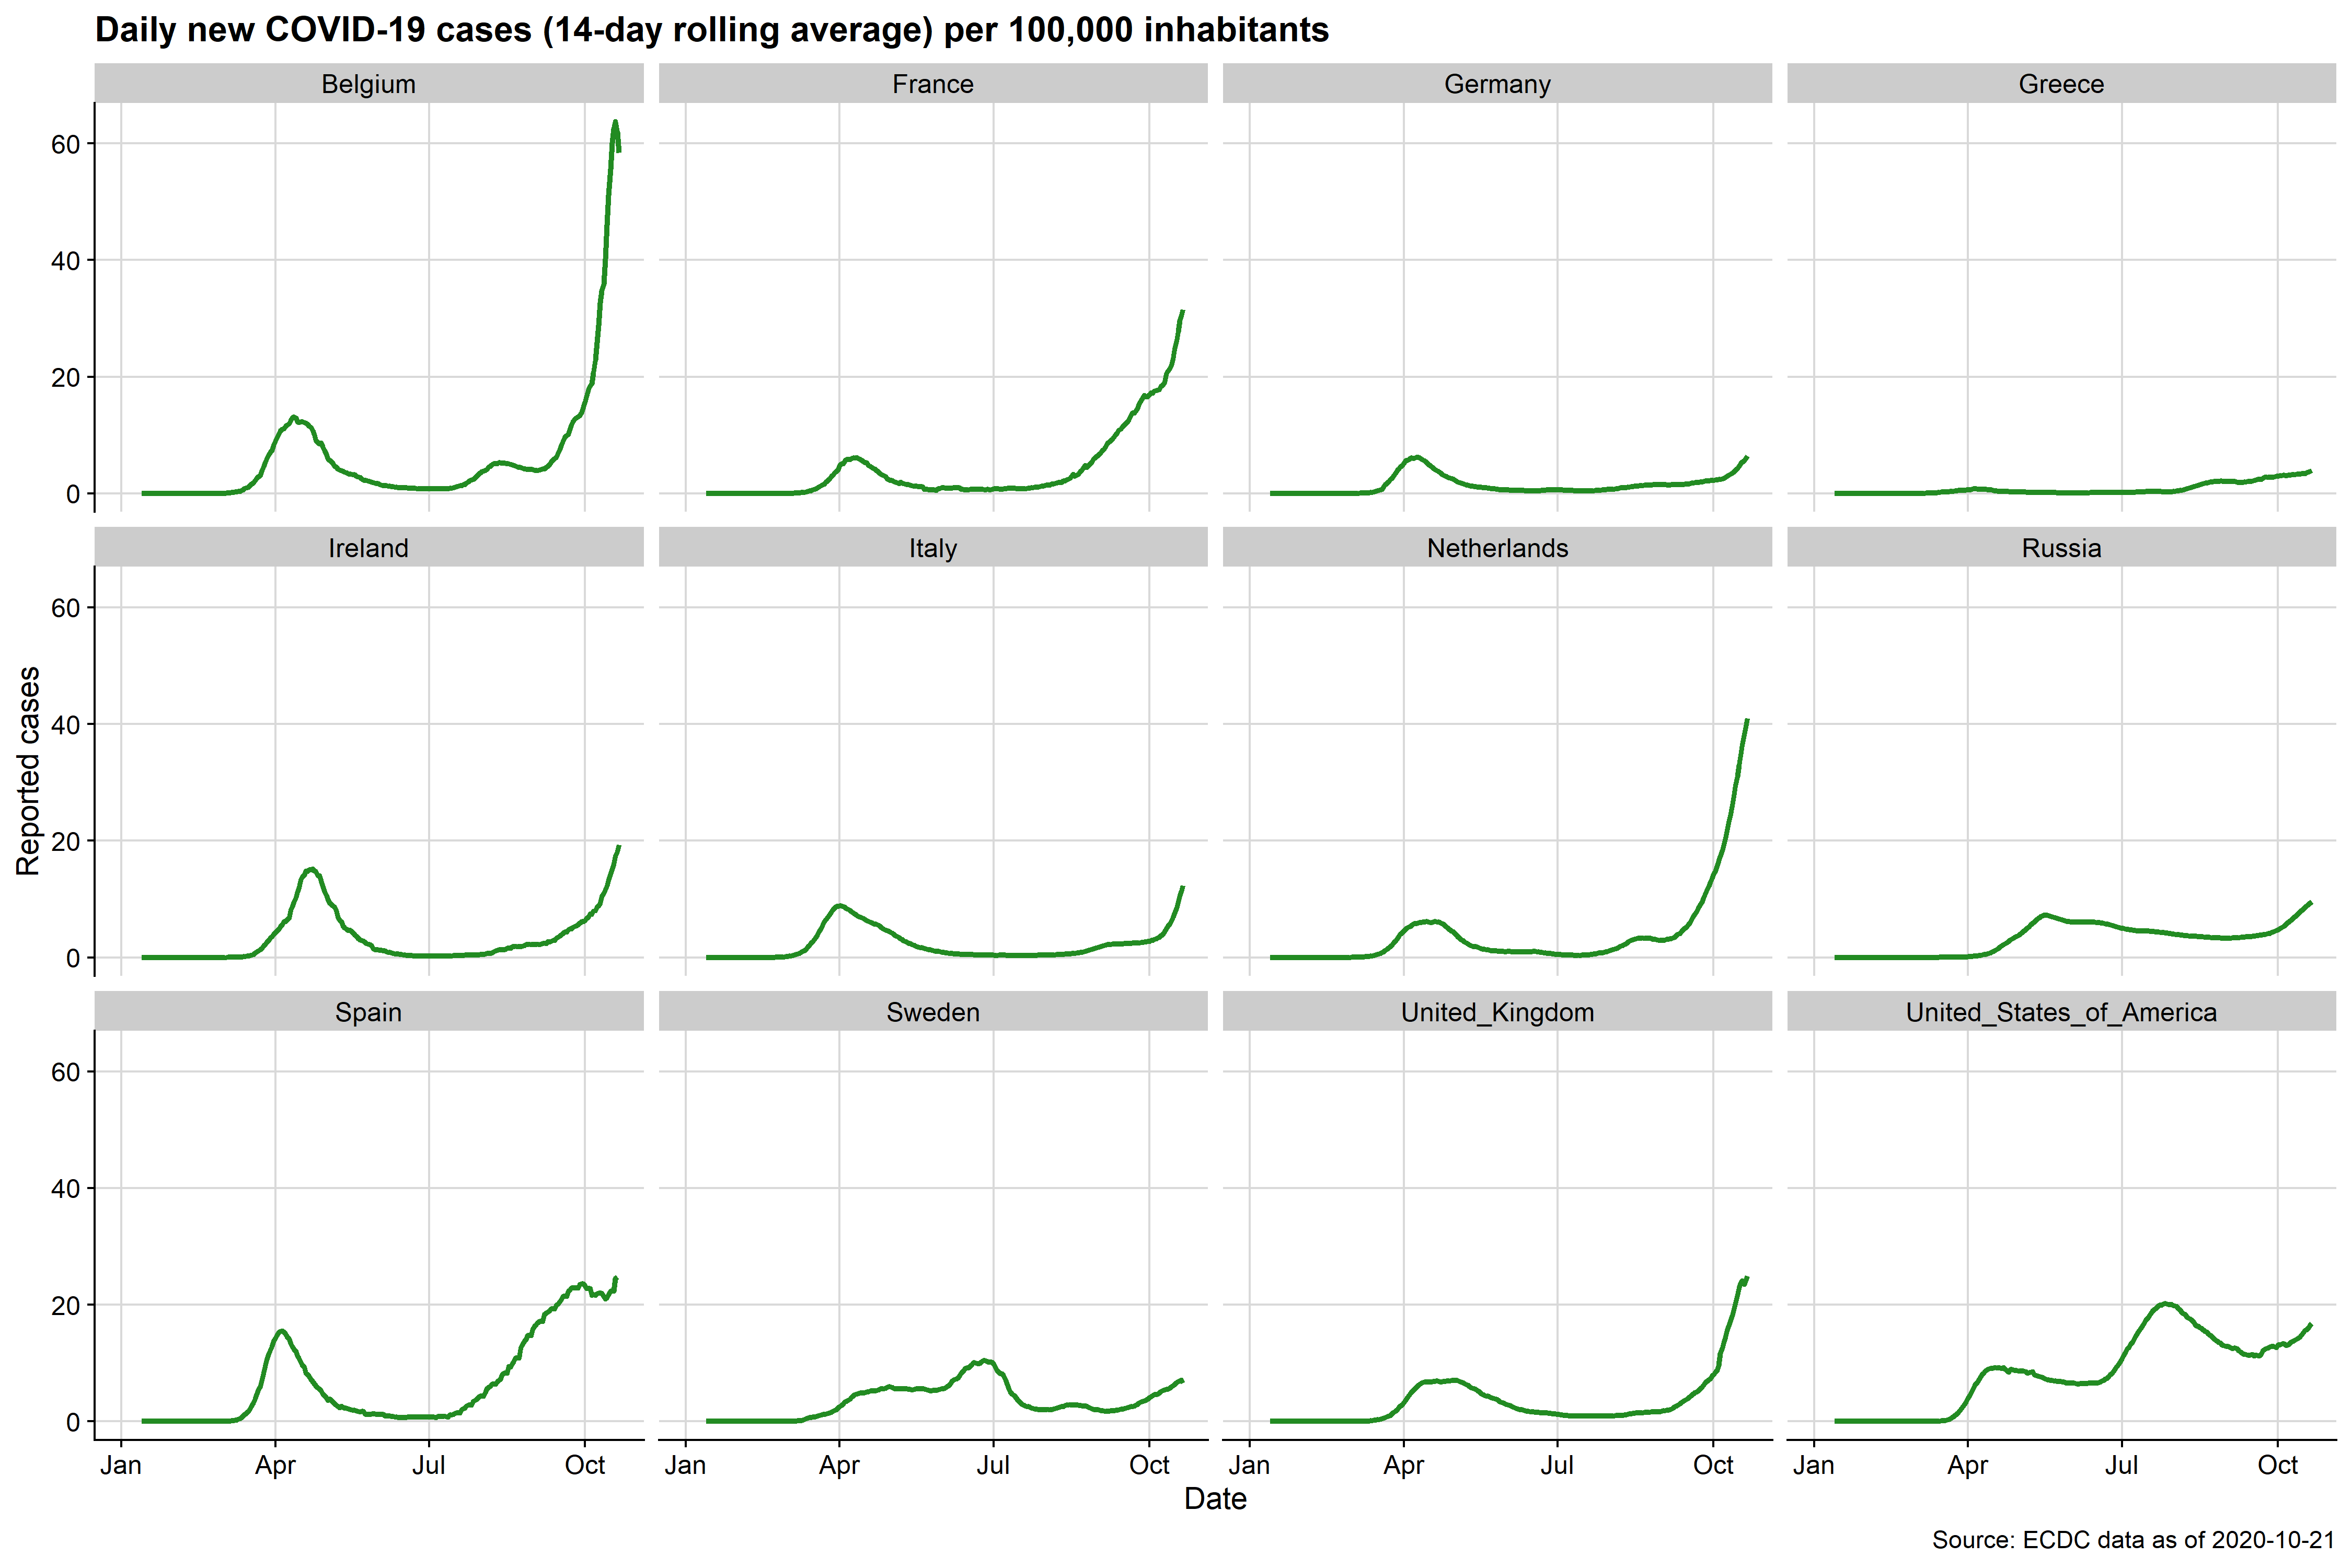 Daily new COVID-19 cases (14-day rolling average) per 100,000 inhabitants
Belgium France Germany Greece
60
40
20
0
Ireland Italy Netherlands Russia
60
40
20
0
Reported cases
Spain Sweden United_Kingdom United_States_of_America
60
40
20
0
Jan Apr Jul Oct Jan Apr Jul Oct Jan Apr Jul Oct Jan Apr Jul Oct
Date
Source: ECDC data as of 2020-10-21